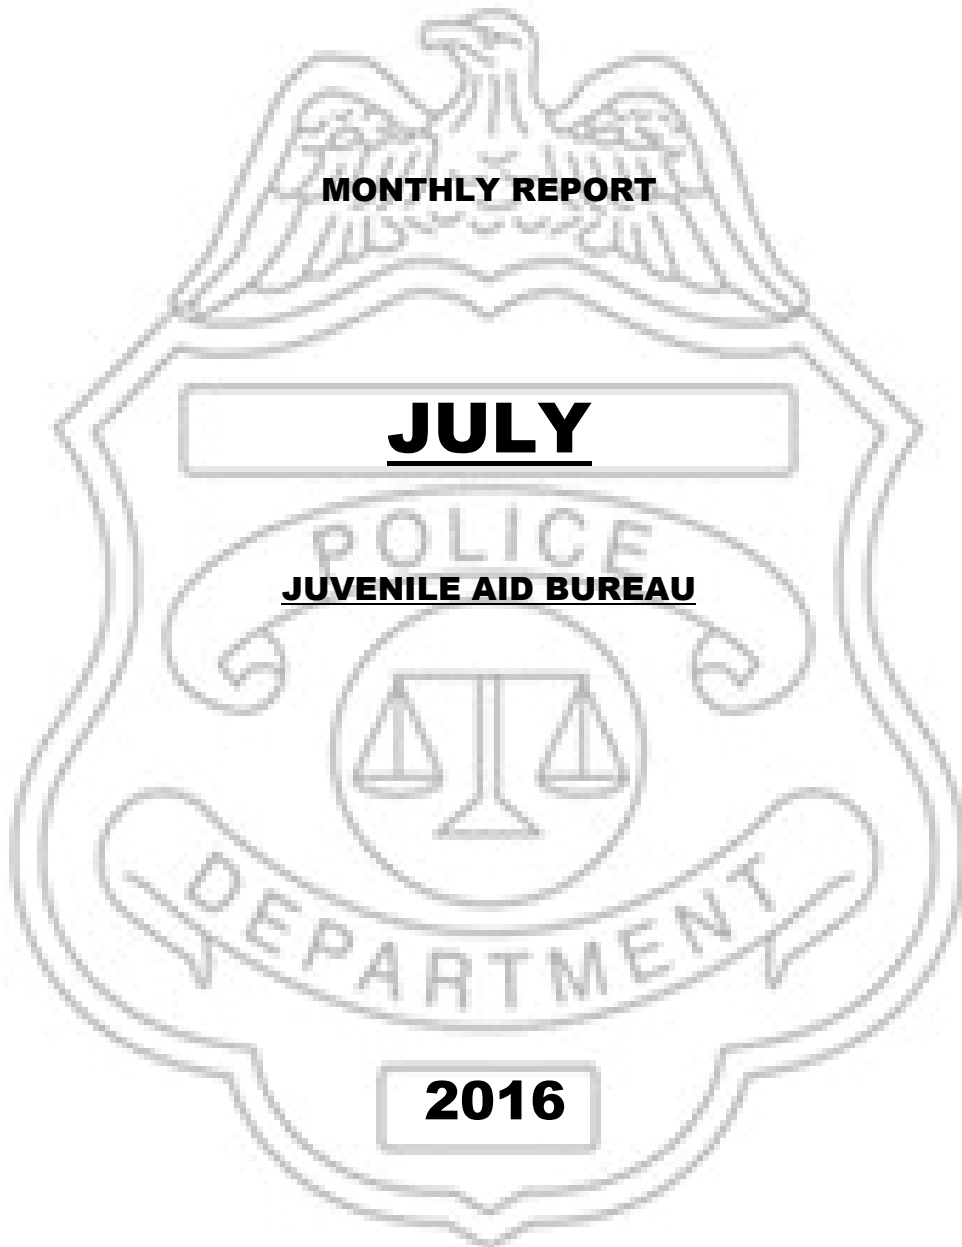 MONTHLY REPORT
JULY
POLICE
JUVENILE AID BUREAU
DEPARTMENT
2016